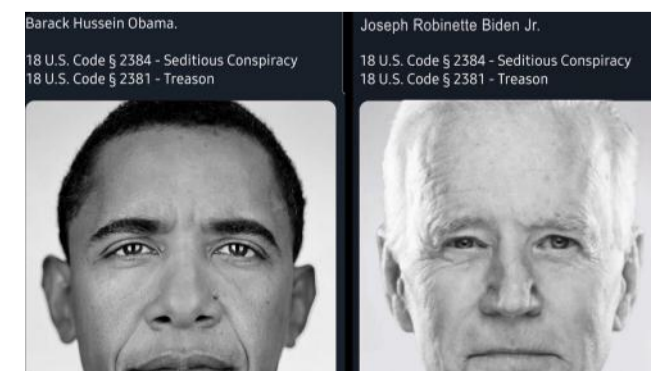 Barack Hussein Obama.
18 U.S. Code § 2384 - Seditious Conspiracy
18 U.S. Code § 2381 - Treason
Joseph Robinette Biden Jr.
18 U.S. Code § 2384 - Seditious Conspiracy
18 U.S. Code § 2381 - Treason